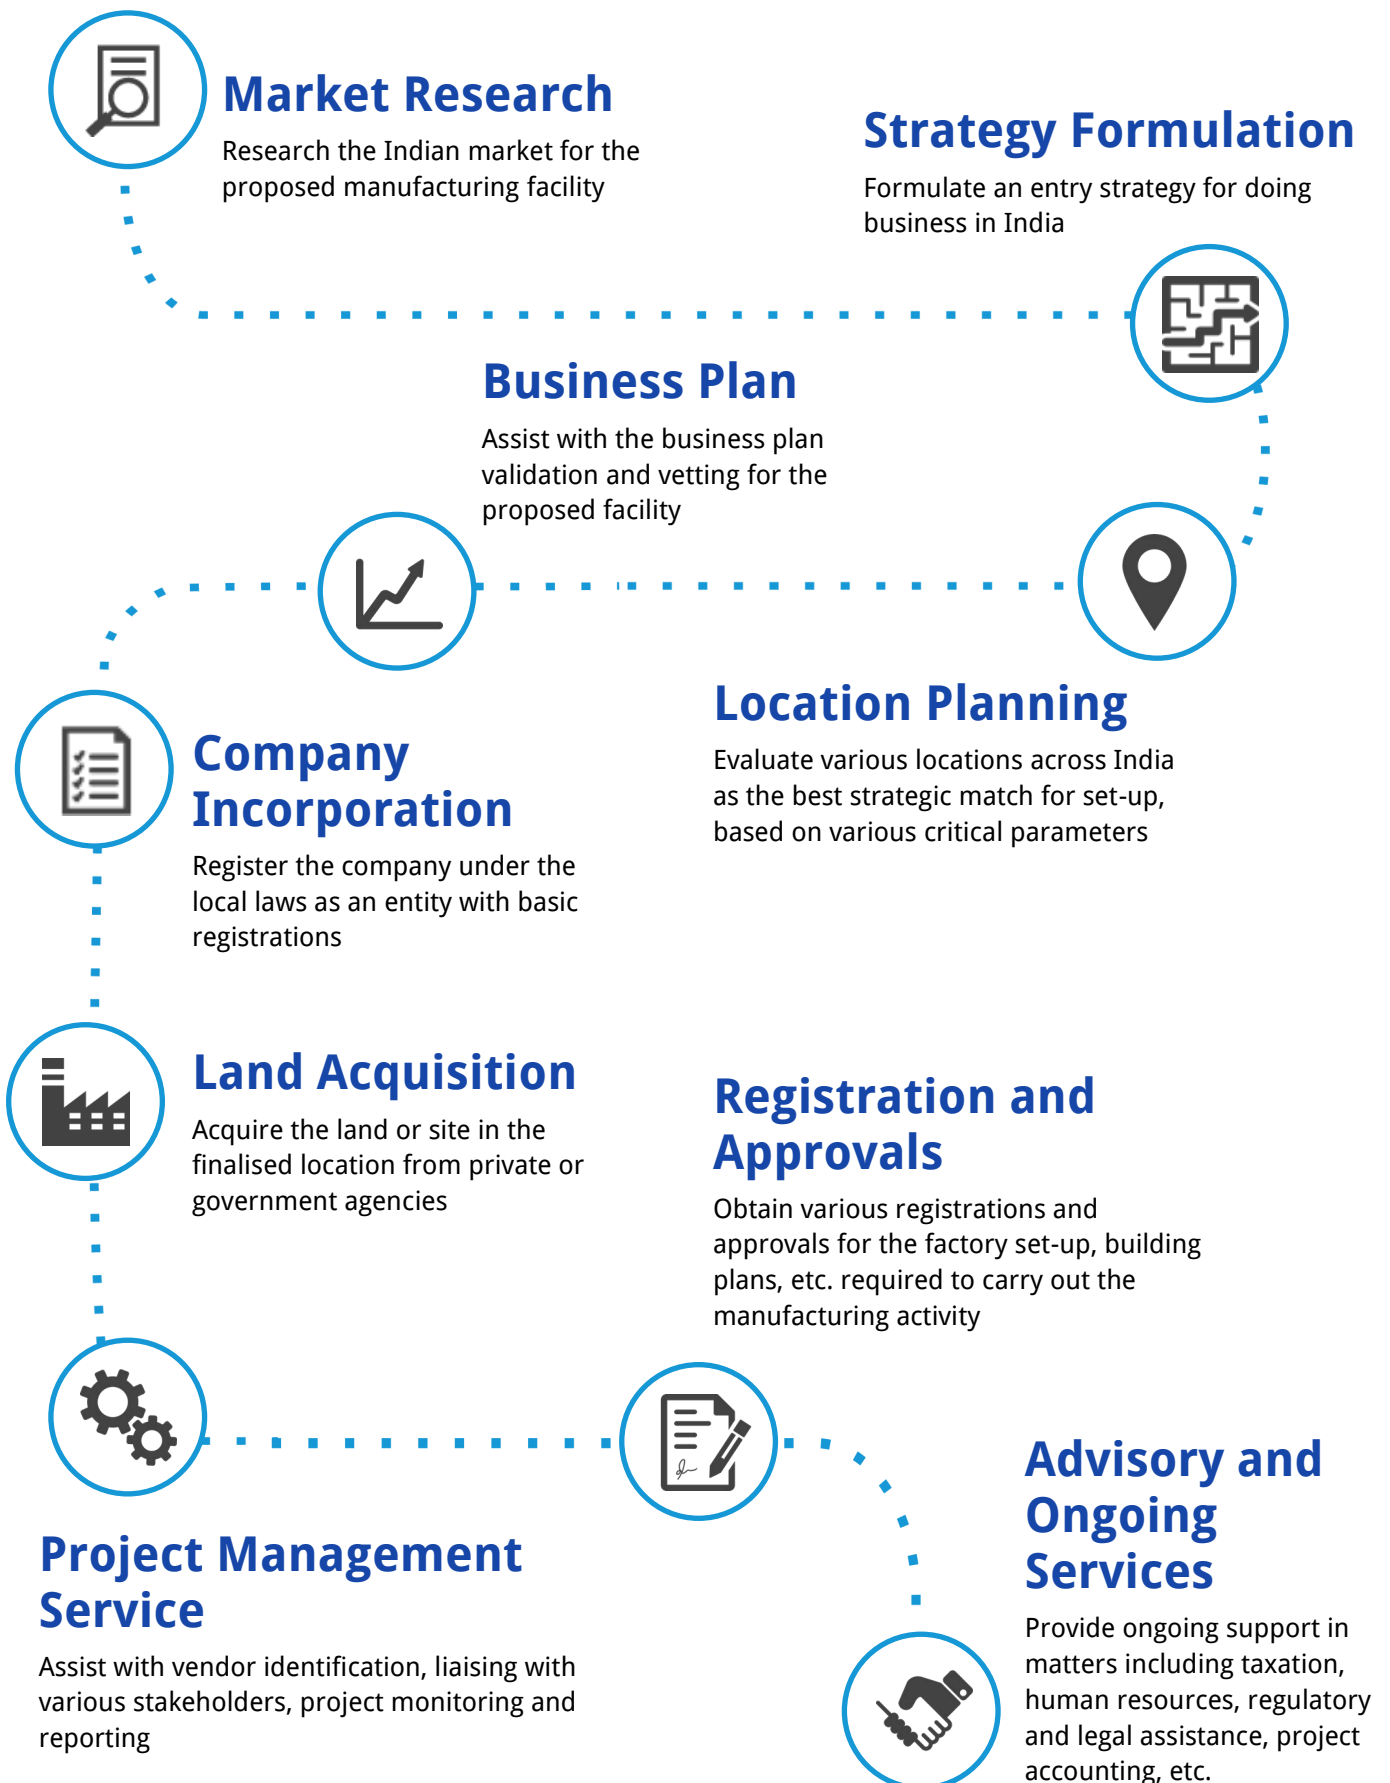 Market Research
Research the Indian market for the
proposed manufacturing facility
Strategy Formulation
Formulate an entry strategy for doing
business in India
Business Plan
Assist with the business plan
validation and vetting for the
proposed facility
Location Planning
Evaluate various locations across India
as the best strategic match for set-up,
based on various critical parameters
Company
Incorporation
Register the company under the
local laws as an entity with basic
registrations
Land Acquisition
Acquire the land or site in the
finalised location from private or
government agencies
Registration and
Approvals
Obtain various registrations and
approvals for the factory set-up, building
plans, etc. required to carry out the
manufacturing activity
Project Management
Service
Assist with vendor identification, liaising with
various stakeholders, project monitoring and
reporting
Advisory and
Ongoing
Services
Provide ongoing support in
matters including taxation,
human resources, regulatory
and legal assistance, project
accounting, etc.